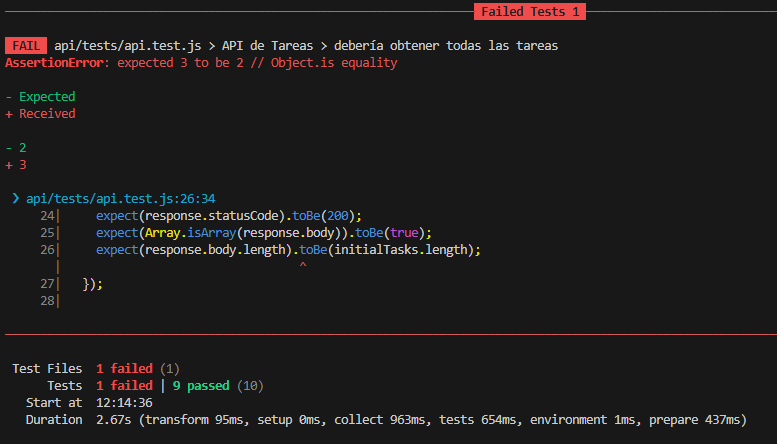 Failed Tests 1
FAIL api/tests/api.test.js > API de Tareas > debería obtener todas las tareas
AssertionError: expected 3 to be 2 // Object.is equality
- Expected
+ Received
- 2
+ 3
❯ api/tests/api.test.js:26:34
24|     expect(response.statusCode).toBe(200);
25|     expect(Array.isArray(response.body)).toBe(true);
26|     expect(response.body.length).toBe(initialTasks.length);
|                                  ^
27|   });
28|
Test Files  1 failed (1)
Tests  1 failed | 9 passed (10)
Start at  12:14:36
Duration  2.67s (transform 95ms, setup 0ms, collect 963ms, tests 654ms, environment 1ms, prepare 437ms)